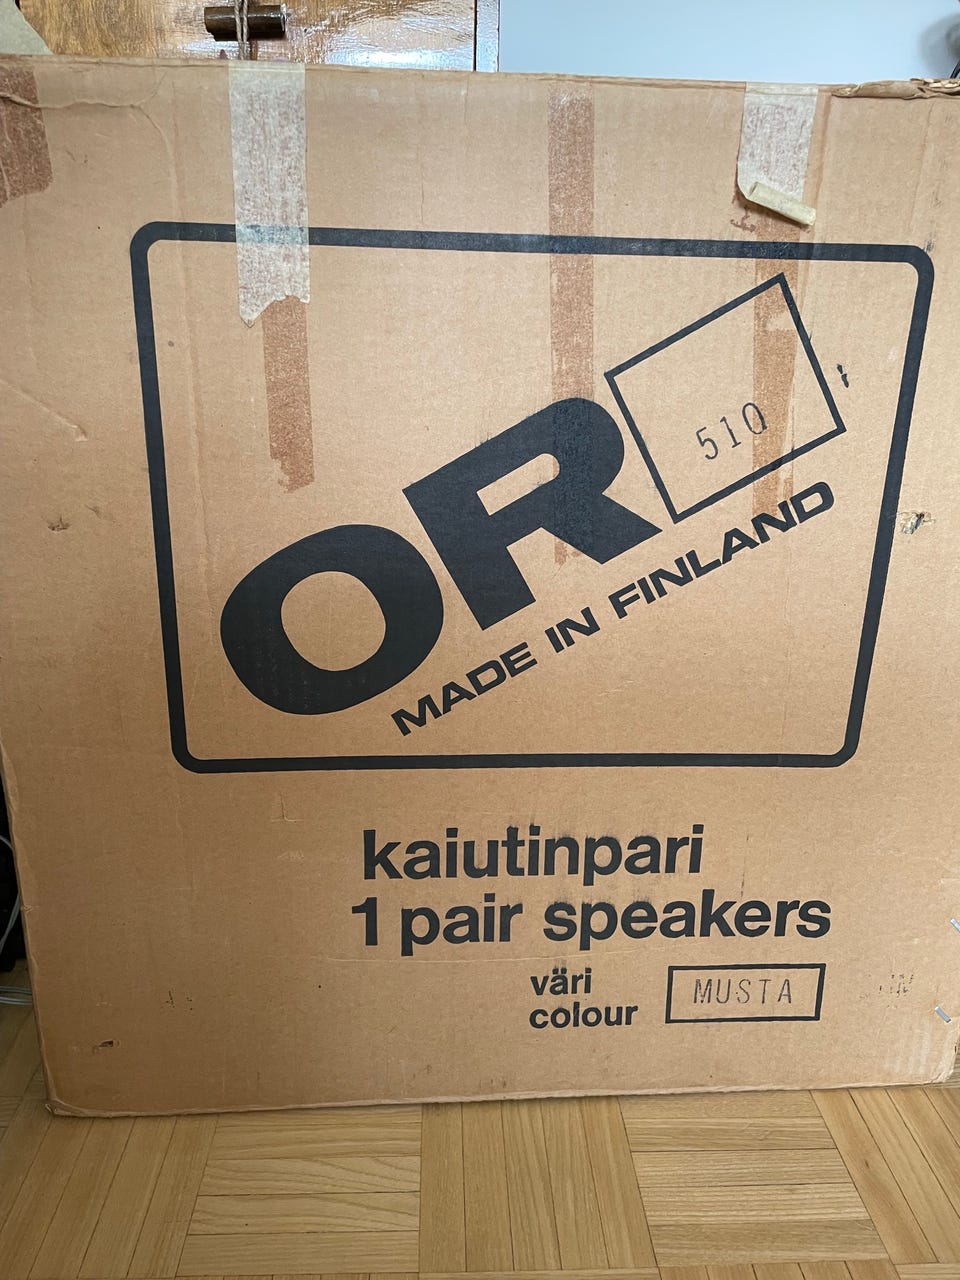 OR 510
MADE IN FINLAND
kaiutinpari
1 pair speakers
väri
colour MUSTA